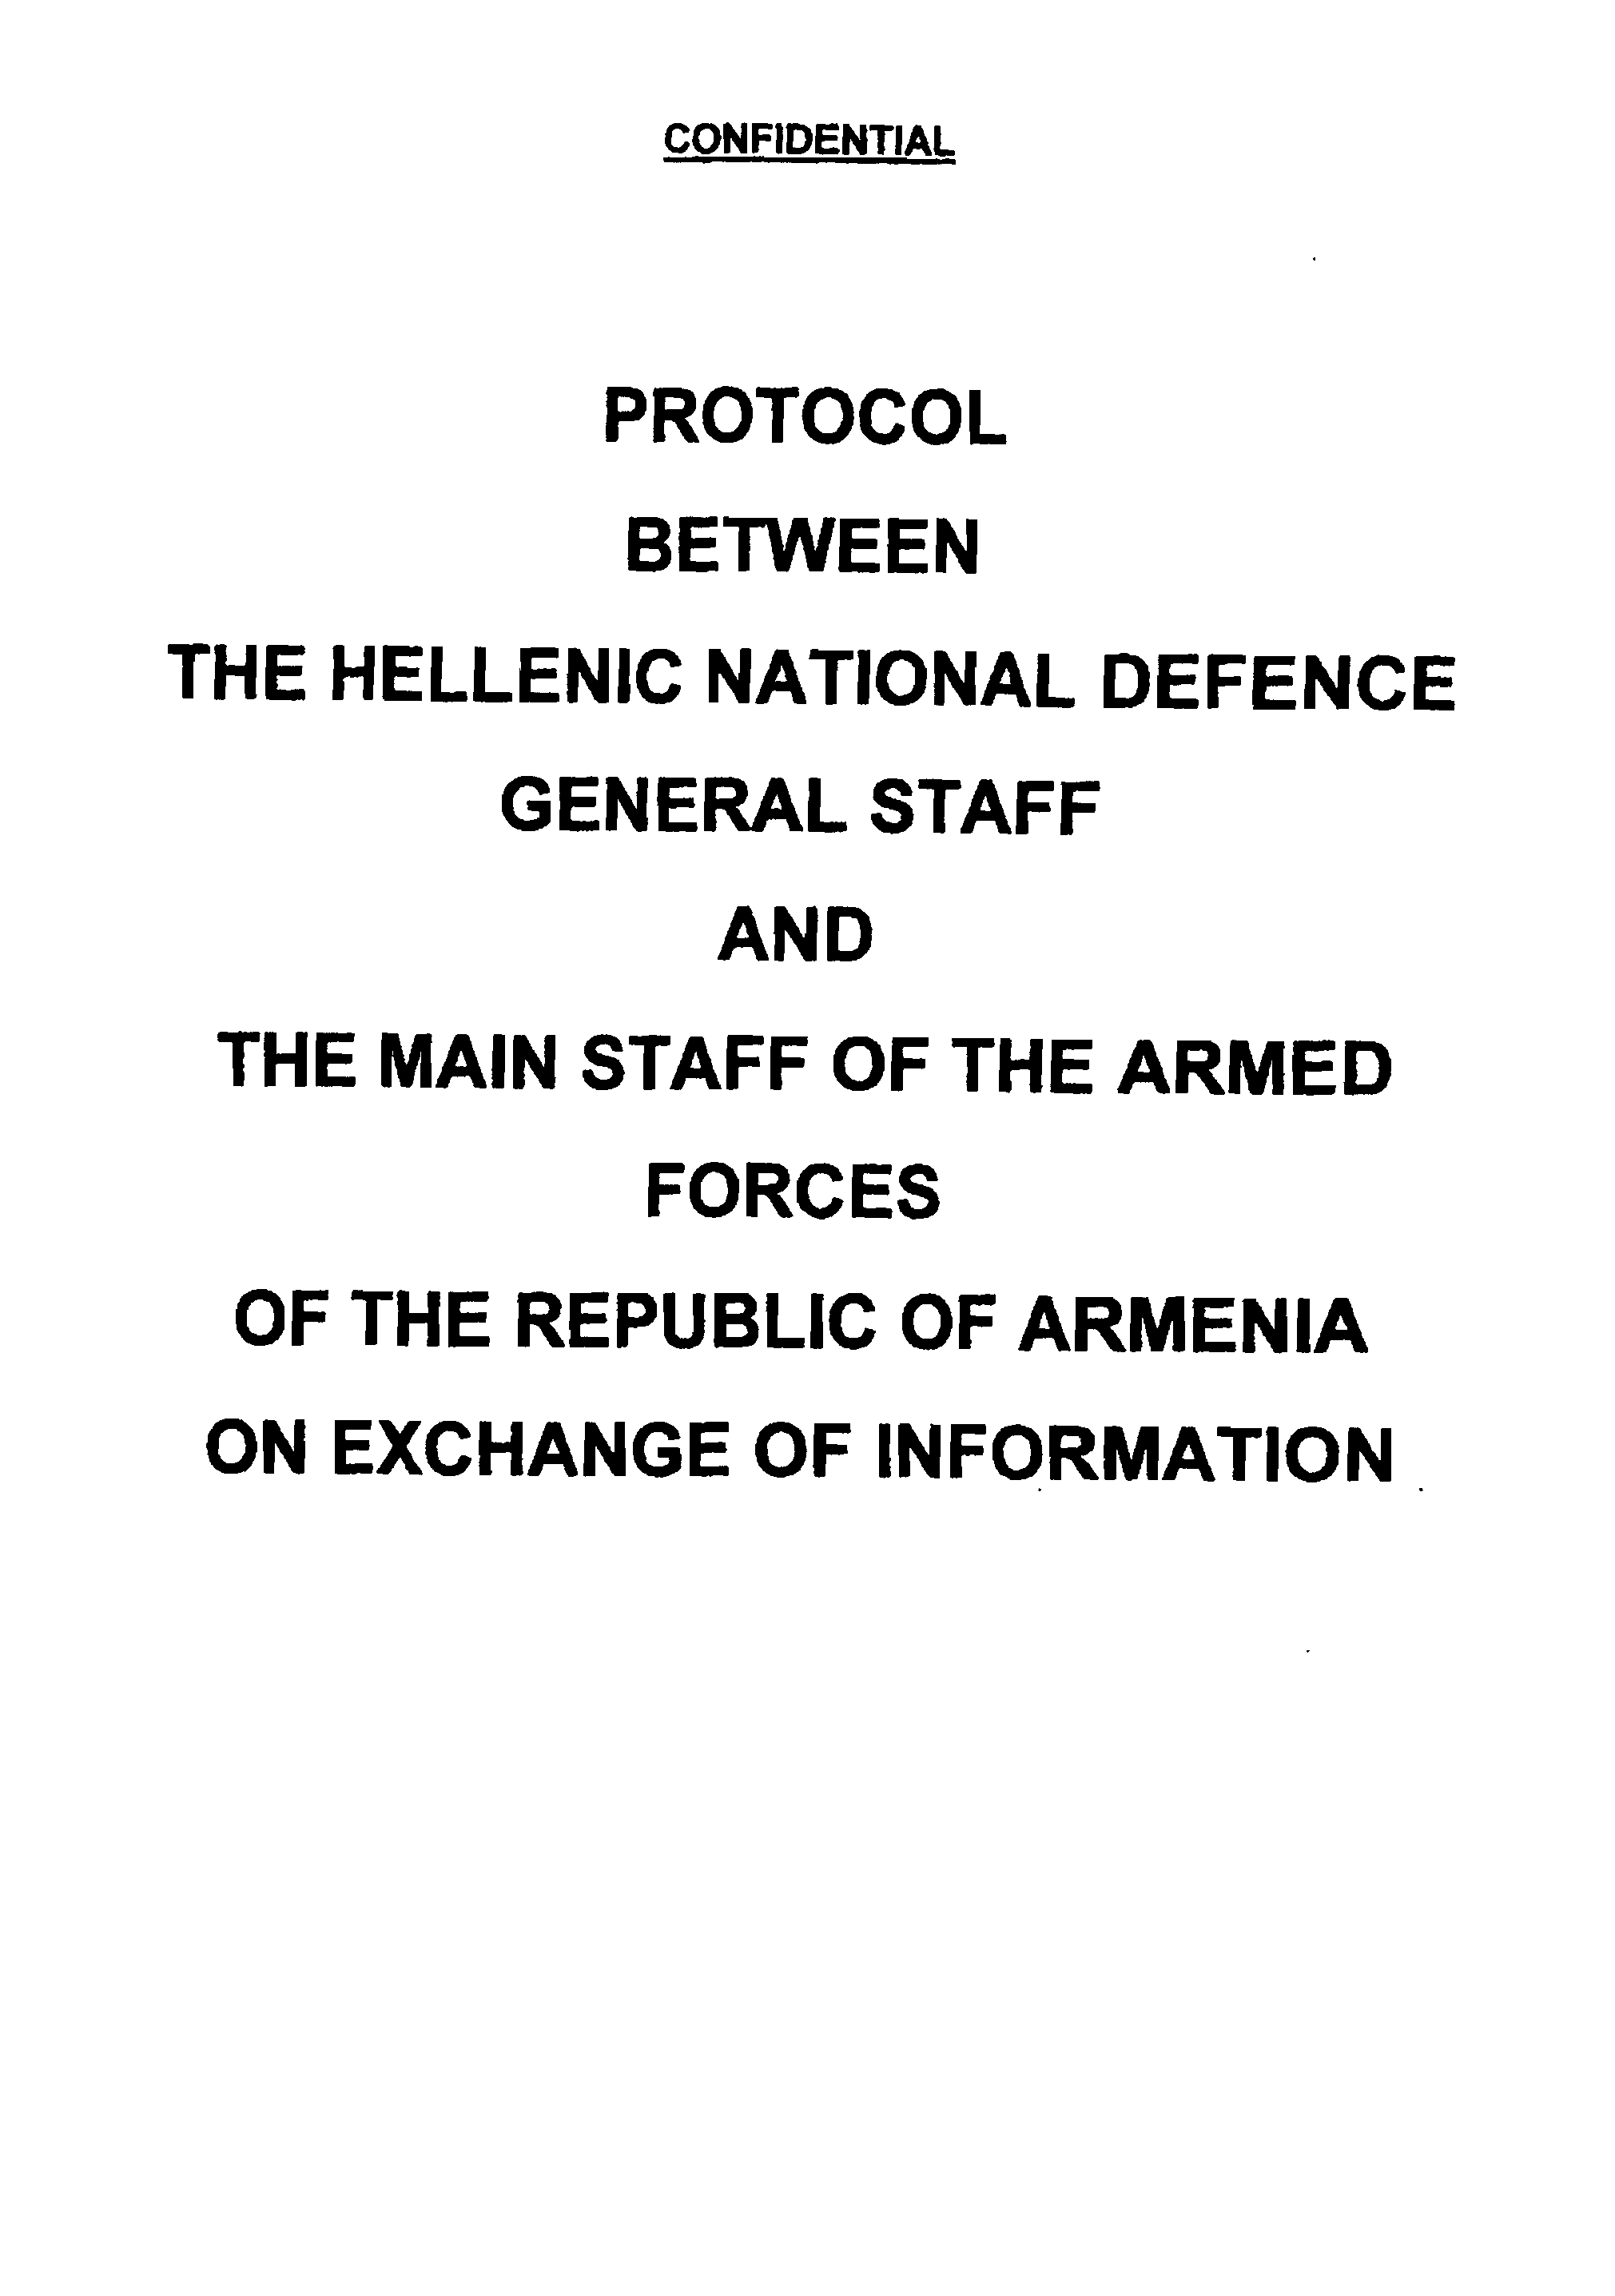 CONFIDENTIAL
PROTOCOL
BETWEEN
THE HELLENIC NATIONAL DEFENCE
GENERAL STAFF
AND
THE MAIN STAFF OF THE ARMED
FORCES
OF THE REPUBLIC OF ARMENIA
ON EXCHANGE OF INFORMATION